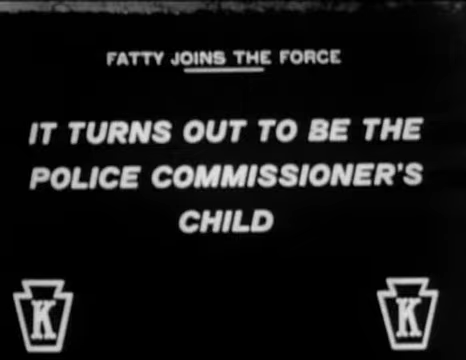 FATTY JOINS THE FORCE
IT TURNS OUT TO BE THE
POLICE COMMISSIONER'S
CHILD
K K